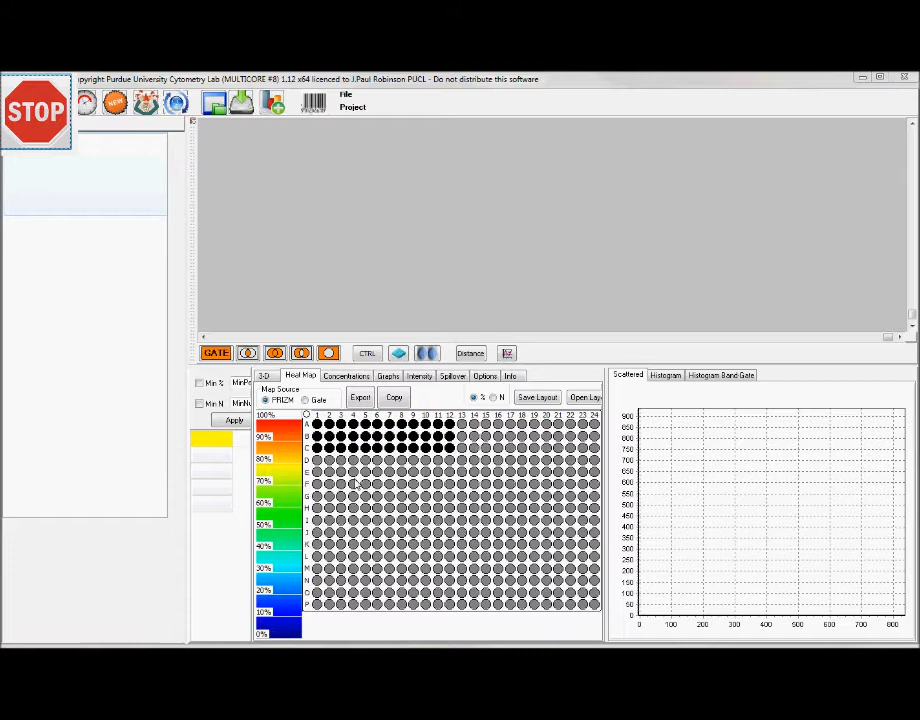 opyright Purdue University Cytometry Lab (MULTICORE #8) 1.12 x64 licenced to J.Paul Robinson PUCL - Do not distribute this software
STOP
NEW
File
Project
GATE
CTRL
Distance
Min %
Min N
Apply
3-D
Heat Map
Concentrations
Graphs
Intensity
Spillover
Options
Info
Map Source
PRIZM
Gate
Export
Copy
%
N
Save Layout
Open Lay
100%
90%
80%
70%
60%
50%
40%
30%
20%
10%
0%
1 2 3 4 5 6 7 8 9 10 11 12 13 14 15 16 17 18 19 20 21 22 23 24
A
B
C
D
E
F
G
H
I
J
K
L
M
N
O
P
Scattered
Histogram
Histogram Band-Gate
900
850
800
750
700
650
600
550
500
450
400
350
300
250
200
150
100
50
0
0 100 200 300 400 500 600 700 800